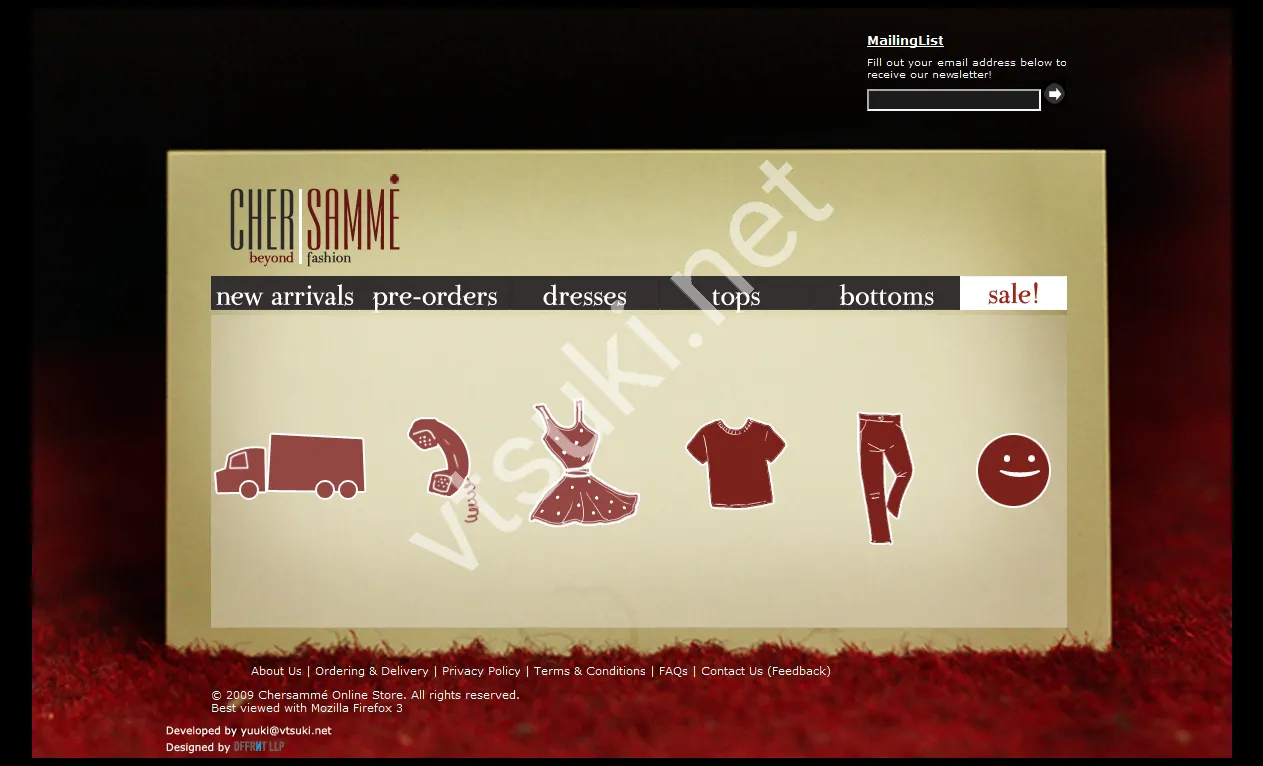 MailingList
Fill out your email address below to
receive our newsletter!
CHER SAMMÉ
beyond fashion
new arrivals pre-orders dresses tops bottoms sale!
vtsuki.net
About Us | Ordering & Delivery | Privacy Policy | Terms & Conditions | FAQs | Contact Us (Feedback)
© 2009 Chersammé Online Store. All rights reserved.
Best viewed with Mozilla Firefox 3
Developed by yuuki@vtsuki.net
Designed by DFFRNT LLP